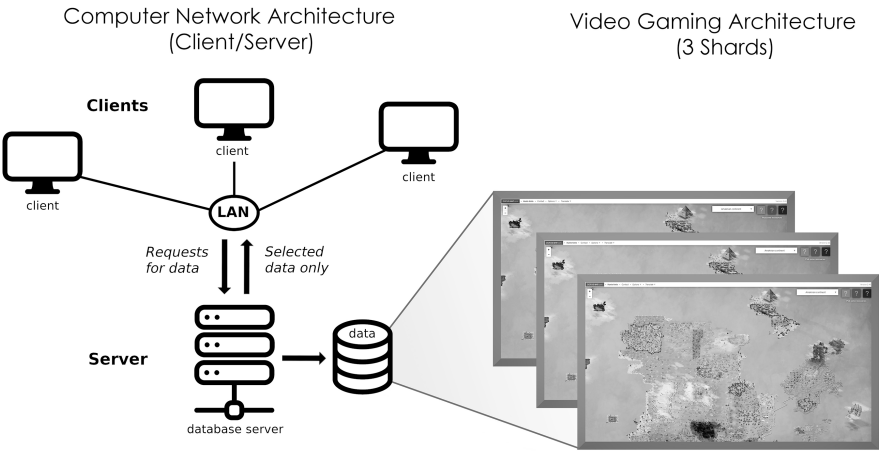 Computer Network Architecture
(Client/Server)
Video Gaming Architecture
(3 Shards)
Clients
client
client
client
LAN
Requests
for data
Selected
data only
data
Server
database server